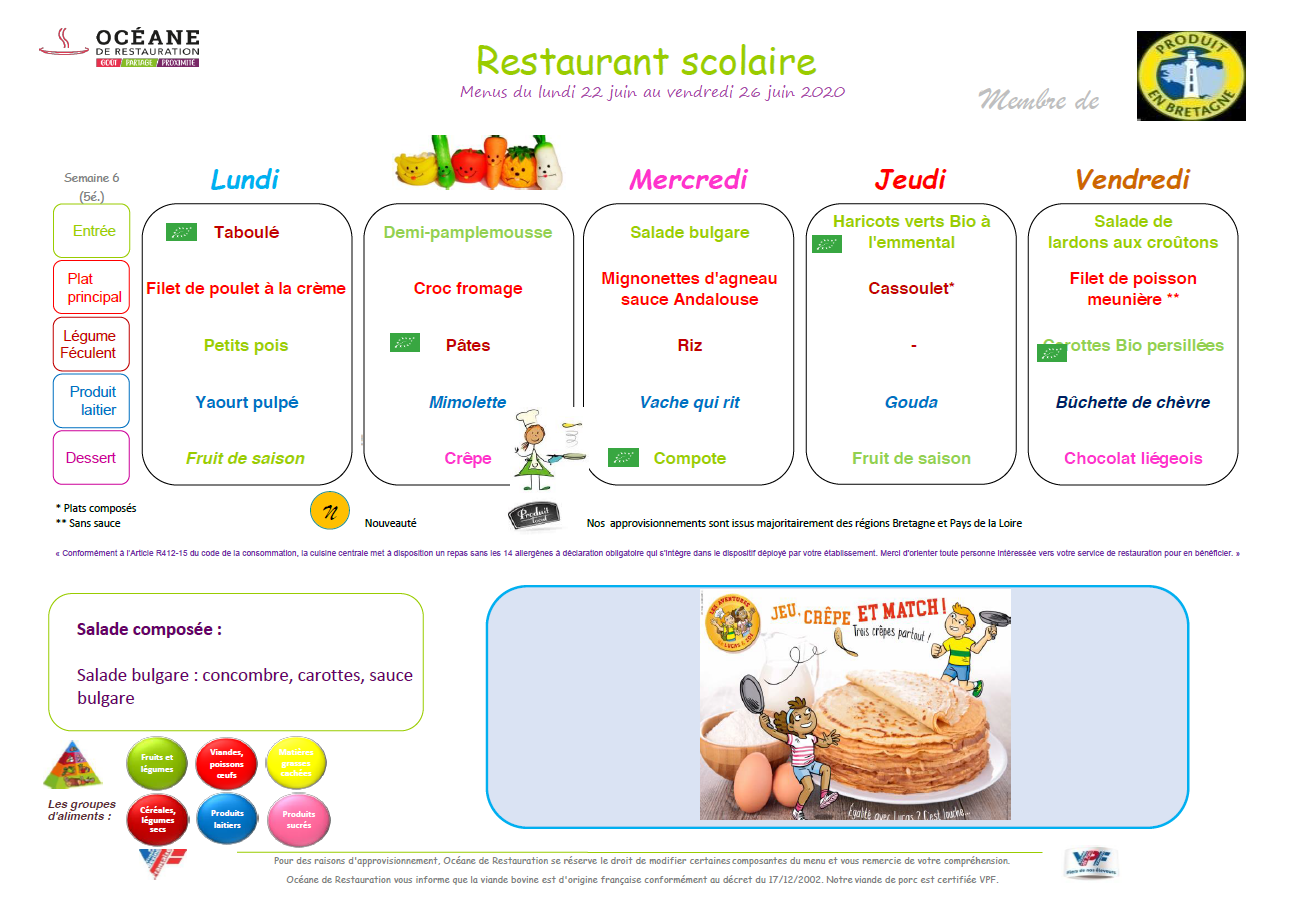 OCÉANE
DE RESTAURATION
GOÛT PARTAGE PROXIMITÉ
Restaurant scolaire
Menus du lundi 22 juin au vendredi 26 juin 2020
Membre de
PRODUIT
EN BRETAGNE
Semaine 6
(5é.)
Lundi
Mercredi
Jeudi
Vendredi
Entrée
Taboulé
Demi-pamplemousse
Salade bulgare
Haricots verts Bio à
l'emmental
Salade de
lardons aux croûtons
Plat
principal
Filet de poulet à la crème
Croc fromage
Mignonettes d'agneau
sauce Andalouse
Cassoulet*
Filet de poisson
meunière **
Légume
Féculent
Petits pois
Pâtes
Riz
-
Carottes Bio persillées
Produit
laitier
Yaourt pulpé
Mimolette
Vache qui rit
Gouda
Bûchette de chèvre
Dessert
Fruit de saison
Crêpe
Compote
Fruit de saison
Chocolat liégeois
* Plats composés
** Sans sauce
N
Nouveauté
Produit
local
Nos approvisionnements sont issus majoritairement des régions Bretagne et Pays de la Loire
« Conformément à l'Article R412-15 du code de la consommation, la cuisine centrale met à disposition un repas sans les 14 allergènes à déclaration obligatoire qui s'intègre dans le dispositif déployé par votre établissement. Merci d'orienter toute personne intéressée vers votre service de restauration pour en bénéficier. »
Salade composée :
Salade bulgare : concombre, carottes, sauce
bulgare
LES AVENTURES
JEU, CRÊPE ET MATCH !
Trois crêpes partout !
Egalité avec Lucas ? C'est louche...
Les groupes
d'aliments :
Fruits et
légumes
Viandes,
poissons
œufs
Matières
grasses
cachées
Céréales,
légumes
secs
Produits
laitiers
Produits
sucrés
Pour des raisons d'approvisionnement, Océane de Restauration se réserve le droit de modifier certaines composantes du menu et vous remercie de votre compréhension.
Océane de Restauration vous informe que la viande bovine est d'origine française conformément au décret du 17/12/2002. Notre viande de porc est certifiée VPF.
VPF